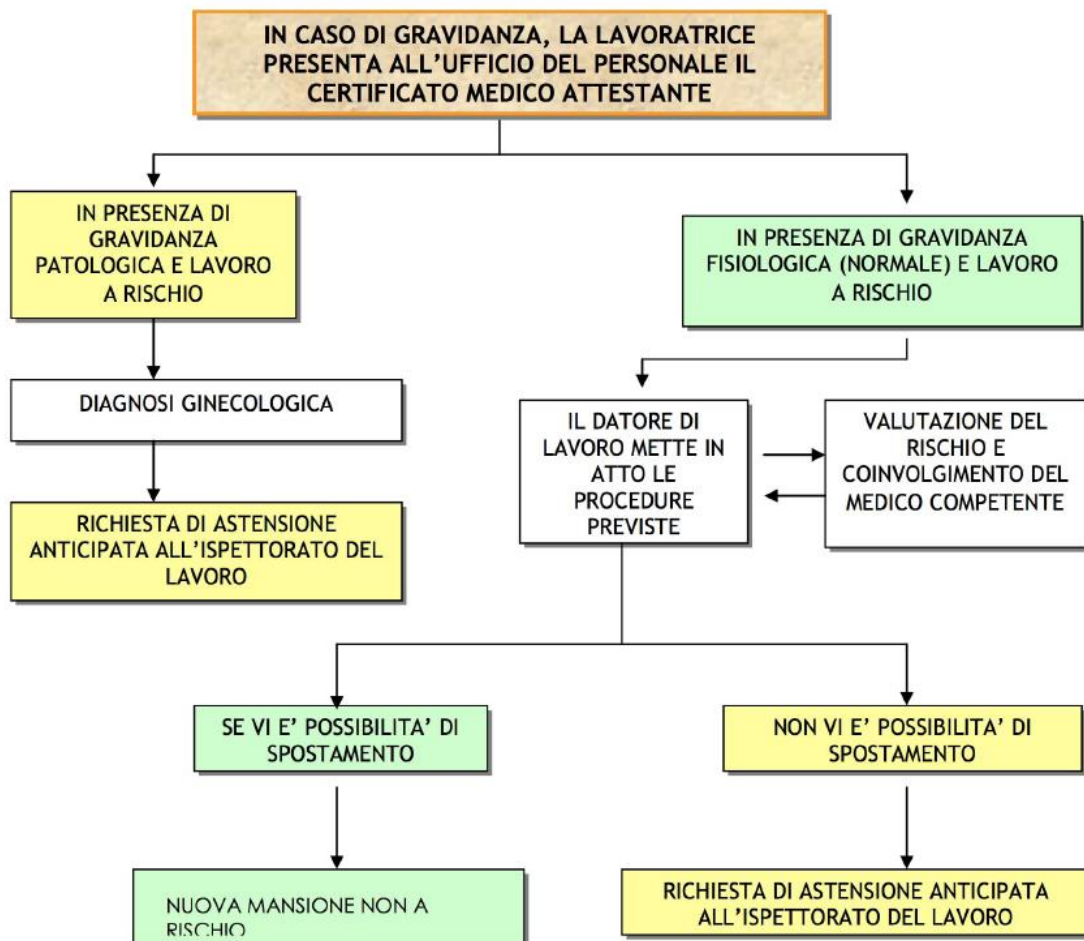 IN CASO DI GRAVIDANZA, LA LAVORATRICE
PRESENTA ALL'UFFICIO DEL PERSONALE IL
CERTIFICATO MEDICO ATTESTANTE
IN PRESENZA DI
GRAVIDANZA
PATOLOGICA E LAVORO
A RISCHIO
IN PRESENZA DI GRAVIDANZA
FISIOLOGICA (NORMALE) E LAVORO
A RISCHIO
DIAGNOSI GINECOLOGICA
IL DATORE DI
LAVORO METTE IN
ATTO LE
PROCEDURE
PREVISTE
VALUTAZIONE DEL
RISCHIO E
COINVOLGIMENTO DEL
MEDICO COMPETENTE
RICHIESTA DI ASTENSIONE
ANTICIPATA ALL'ISPETTORATO DEL
LAVORO
SE VI E' POSSIBILITA' DI
SPOSTAMENTO
NON VI E' POSSIBILITA' DI
SPOSTAMENTO
NUOVA MANSIONE NON A
RISCHIO
RICHIESTA DI ASTENSIONE ANTICIPATA
ALL'ISPETTORATO DEL LAVORO